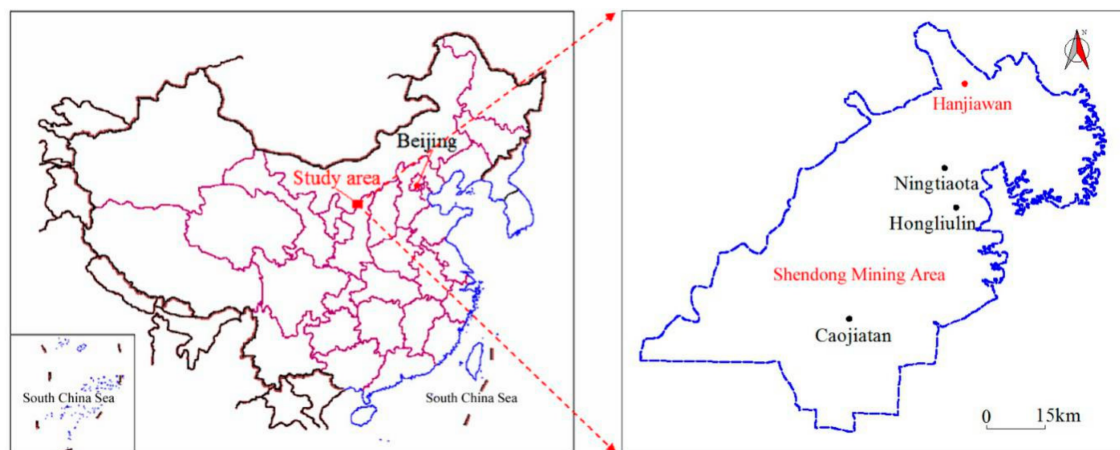 Beijing
Study area
South China Sea
South China Sea
N
Hanjiawan
Ningtiaota
Hongliulin
Shendong Mining Area
Caojiatan
0 15km